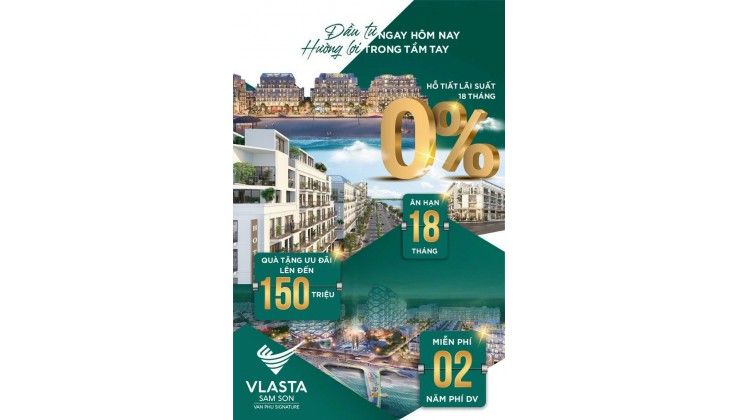 Đầu tư NGAY HÔM NAY
Hưởng lợi TRONG TẦM TAY
HỖ TIẤT LÃI SUẤT
18 THÁNG
0%
ÂN HẠN
18
THÁNG
QUÀ TẶNG ƯU ĐÃI
LÊN ĐẾN
150 TRIỆU
MIỄN PHÍ
02
NĂM PHÍ DV
VLASTA
SAM SON
VAN PHU SIGNATURE